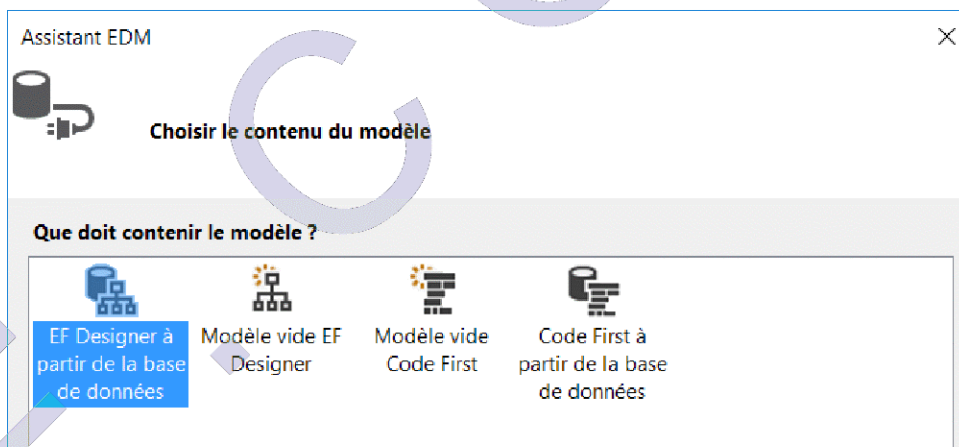 Assistant EDM
Choisir le contenu du modèle
Que doit contenir le modèle ?
EF Designer à
partir de la base
de données
Modèle vide EF
Designer
Modèle vide
Code First
Code First à
partir de la base
de données